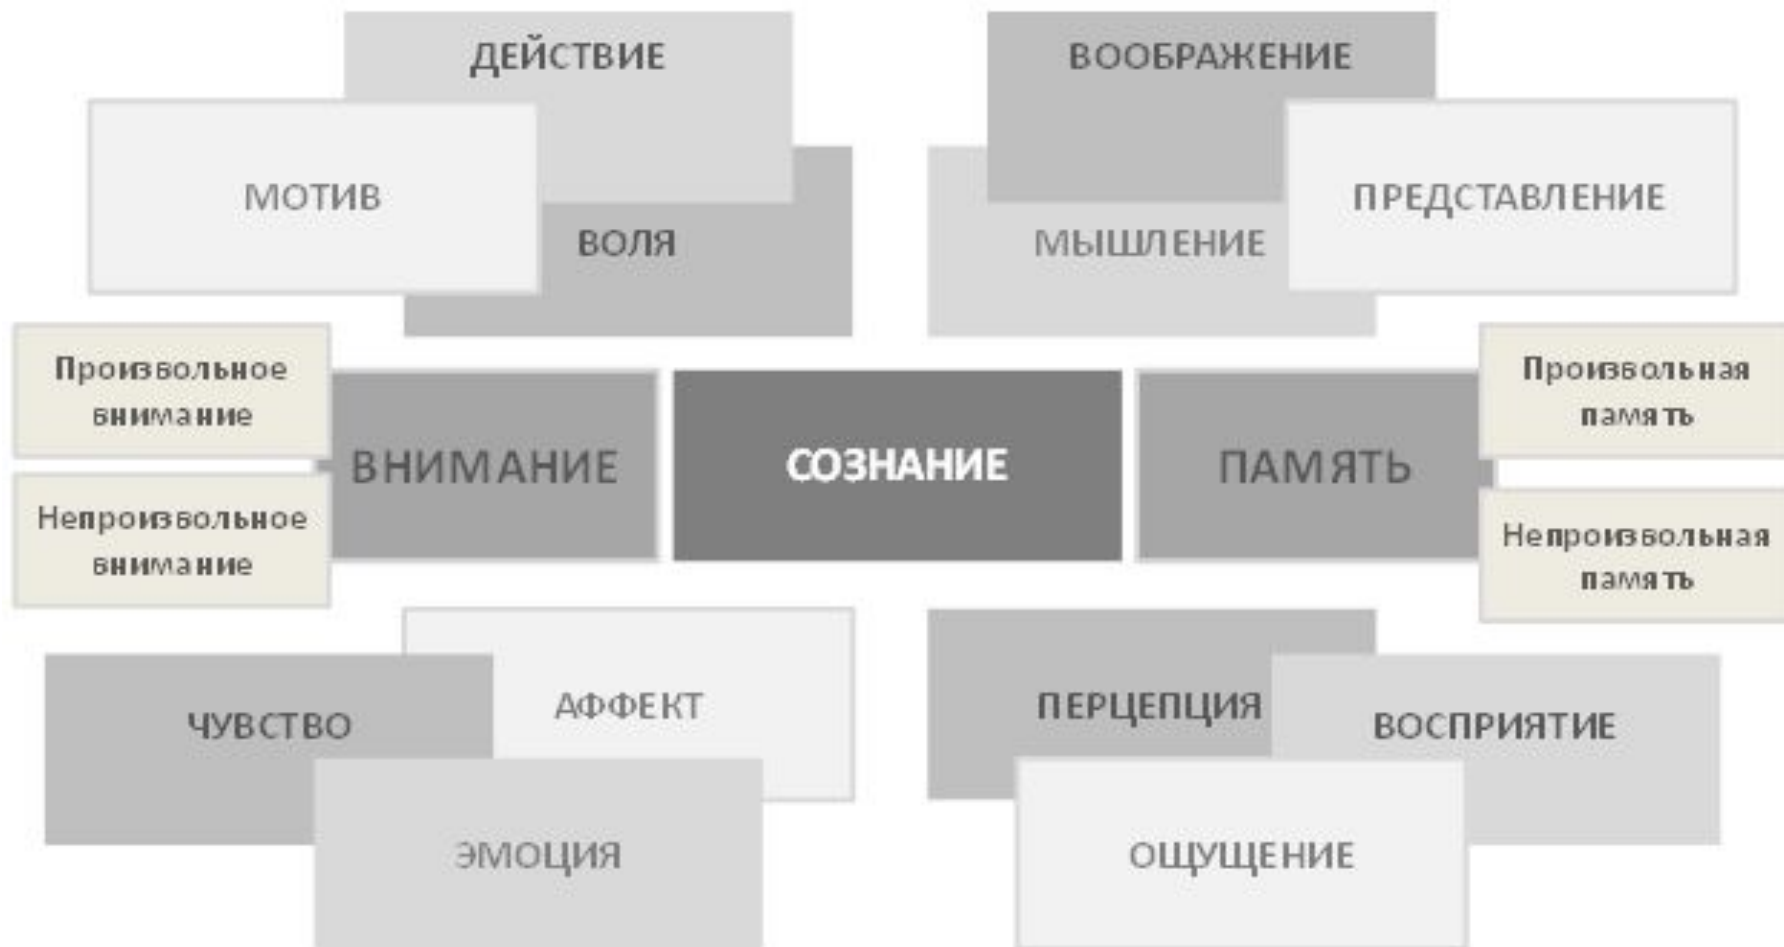 ДЕЙСТВИЕ
ВООБРАЖЕНИЕ
МОТИВ
ПРЕДСТАВЛЕНИЕ
ВОЛЯ
МЫШЛЕНИЕ
Произвольное
внимание
Непроизвольное
внимание
ВНИМАНИЕ
СОЗНАНИЕ
ПАМЯТЬ
Произвольная
память
Непроизвольная
память
ЧУВСТВО
АФФЕКТ
ЭМОЦИЯ
ПЕРЦЕПЦИЯ
ВОСПРИЯТИЕ
ОЩУЩЕНИЕ